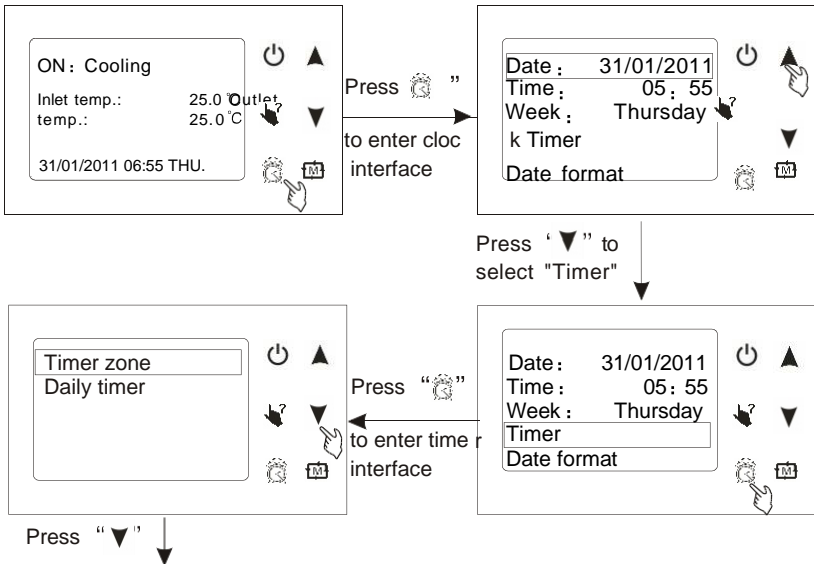 ON：Cooling
Inlet temp.: 25.0℃Outlet
temp.: 25.0℃
31/01/2011 06:55 THU.
M
Press “ ”
to enter cloc
interface
Date： 31/01/2011
Time： 05：55
Week： Thursday
k Timer
Date format
M
Press ‘▼” to
select "Timer"
Date： 31/01/2011
Time： 05：55
Week： Thursday
Timer
Date format
M
Press “ ”
to enter time r
interface
Timer zone
Daily timer
M
Press “▼”